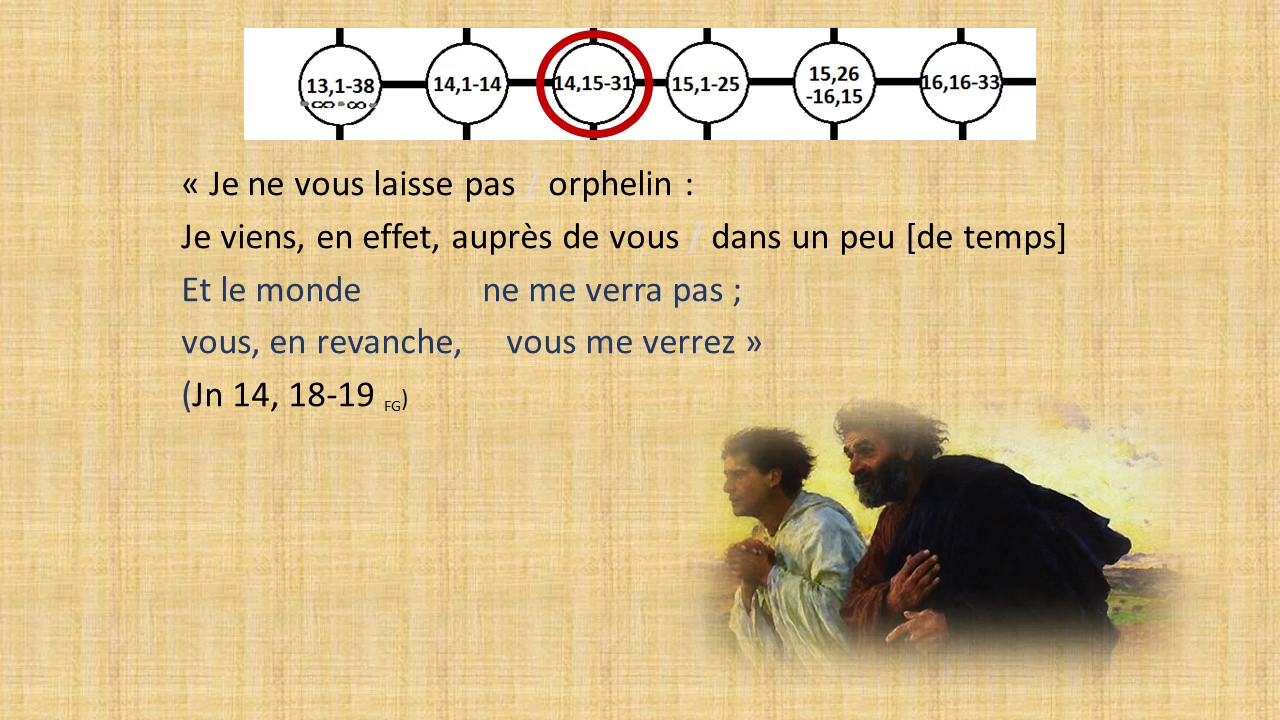 13,1-38 14,1-14 14,15-31 15,1-25 15,26 16,16-33
-16,15
« Je ne vous laisse pas / orphelin :
Je viens, en effet, auprès de vous / dans un peu [de temps]
Et le monde ne me verra pas ;
vous, en revanche, vous me verrez »
(Jn 14, 18-19 FG)